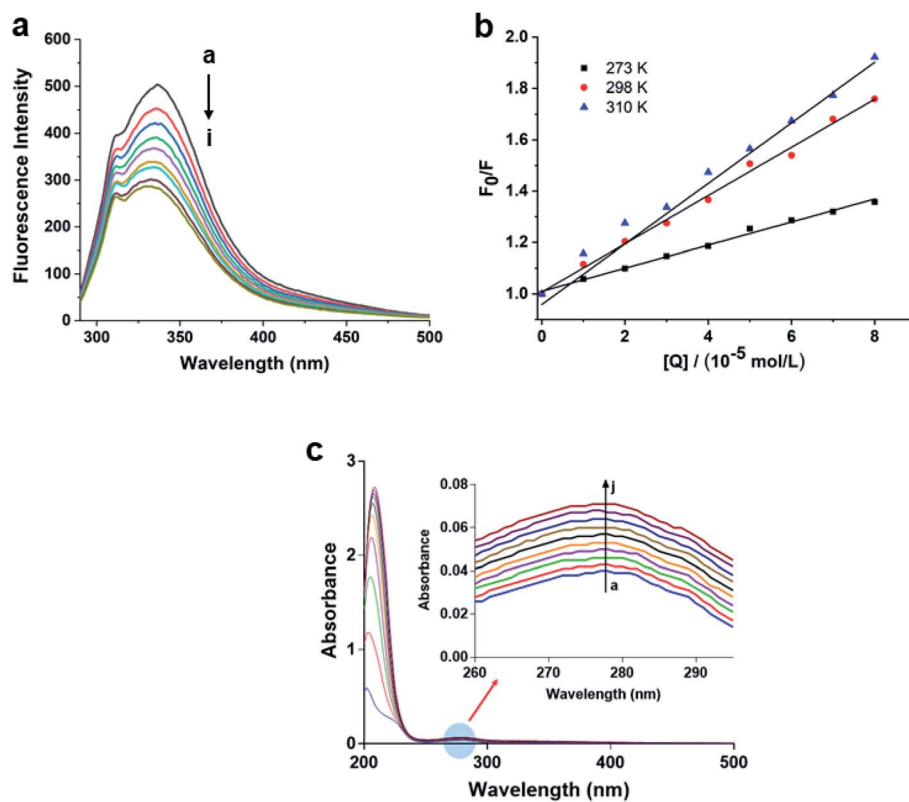 a
600
500
400
300
200
100
0
Fluorescence Intensity
a
i
300
350
400
450
500
Wavelength (nm)
b
2.0
1.8
1.6
1.4
1.2
1.0
F0/F
273 K
298 K
310 K
0
2
4
6
8
[Q] / (10-5 mol/L)
c
3
2
1
0
Absorbance
200
300
400
500
Wavelength (nm)
0.08
0.06
0.04
0.02
0.00
Absorbance
j
a
260
270
280
290
Wavelength (nm)